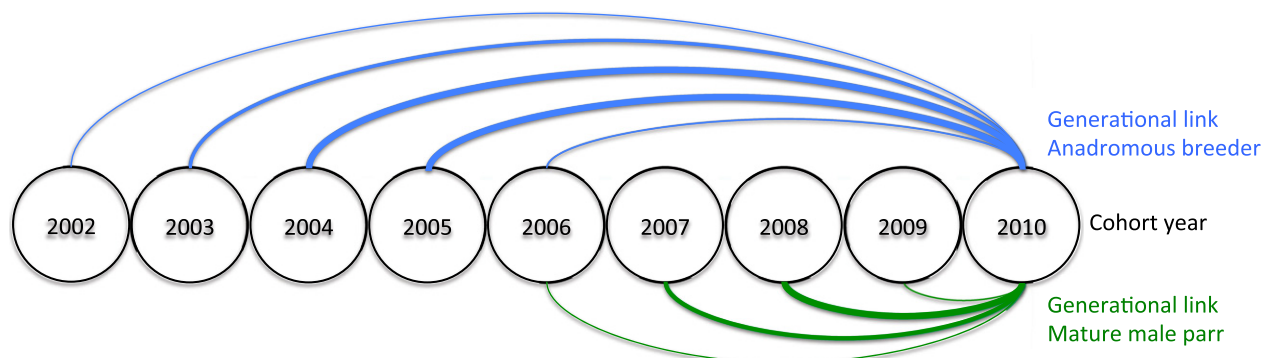 Generational link
Anadromous breeder
2002 2003 2004 2005 2006 2007 2008 2009 2010 Cohort year
Generational link
Mature male parr